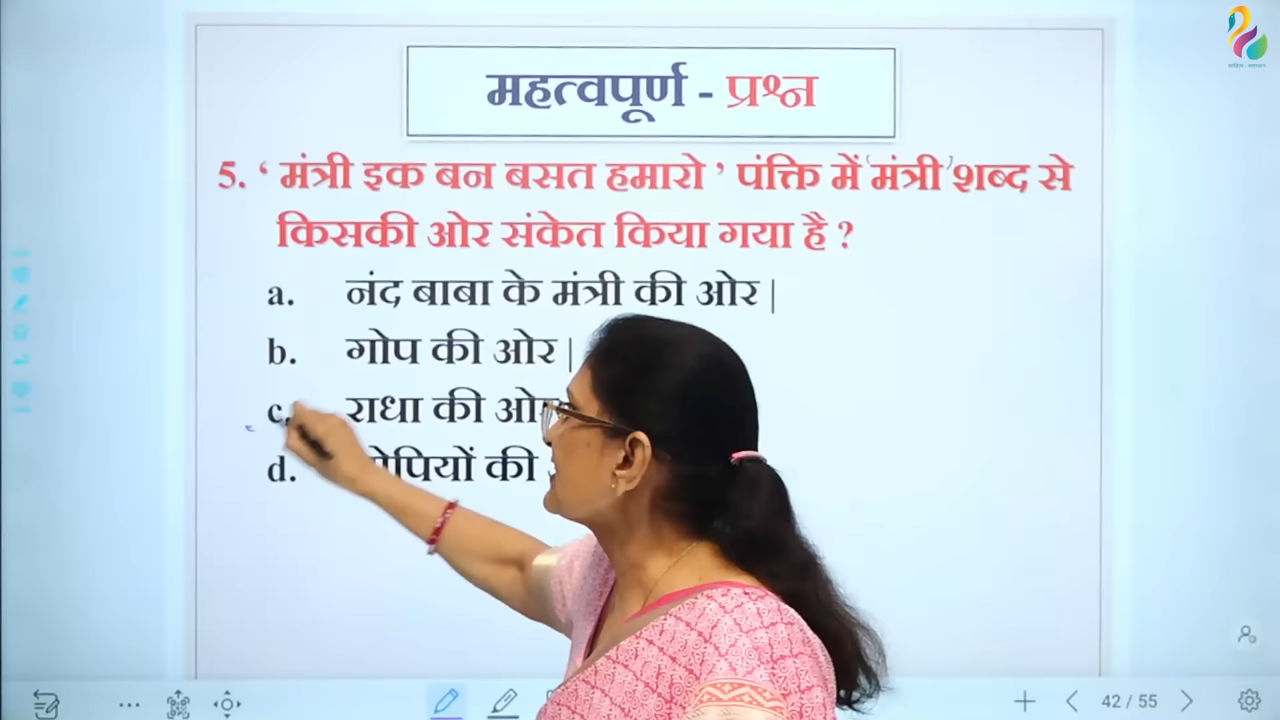 महत्वपूर्ण - प्रश्न
5. ‘ मंत्री इक बन बसत हमारो ’ पंक्ति में ‘मंत्री’ शब्द से
किसकी ओर संकेत किया गया है ?
a. नंद बाबा के मंत्री की ओर |
b. गोप की ओर |
c. राधा की
d. की
42 / 55